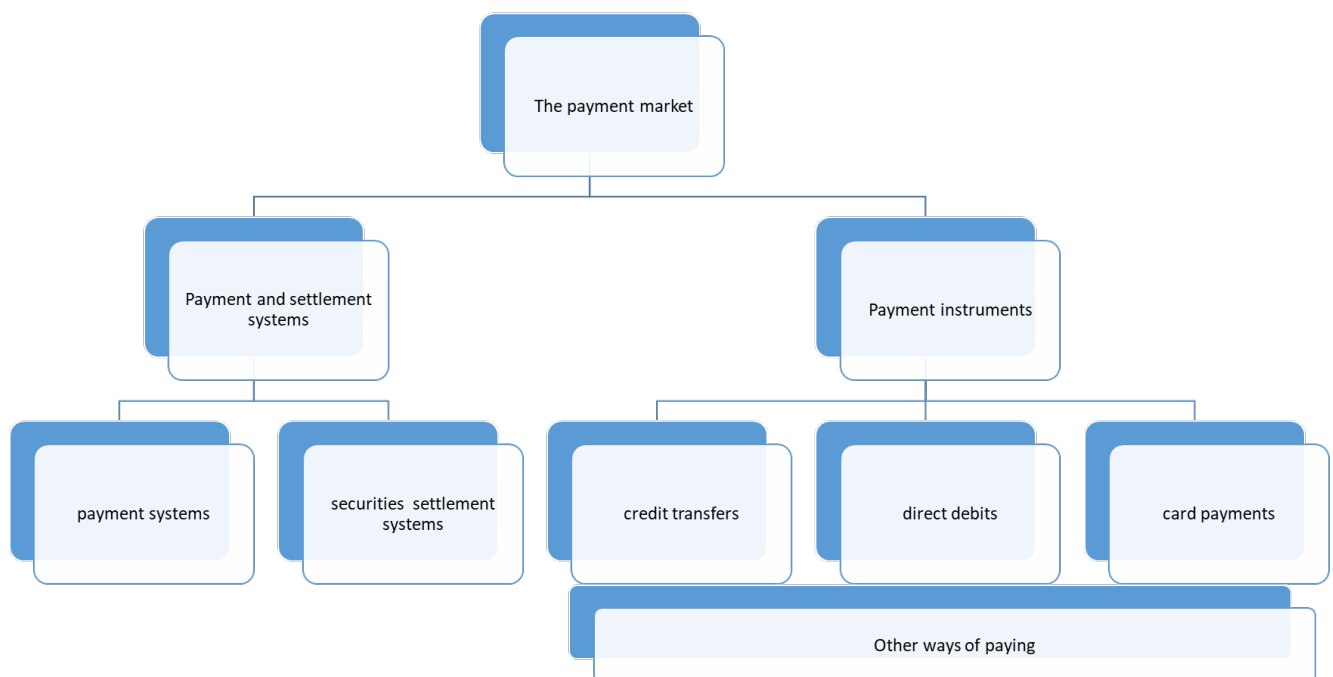 The payment market
Payment and settlement
systems
Payment instruments
payment systems
securities  settlement
systems
credit transfers
direct debits
card payments
Other ways of paying